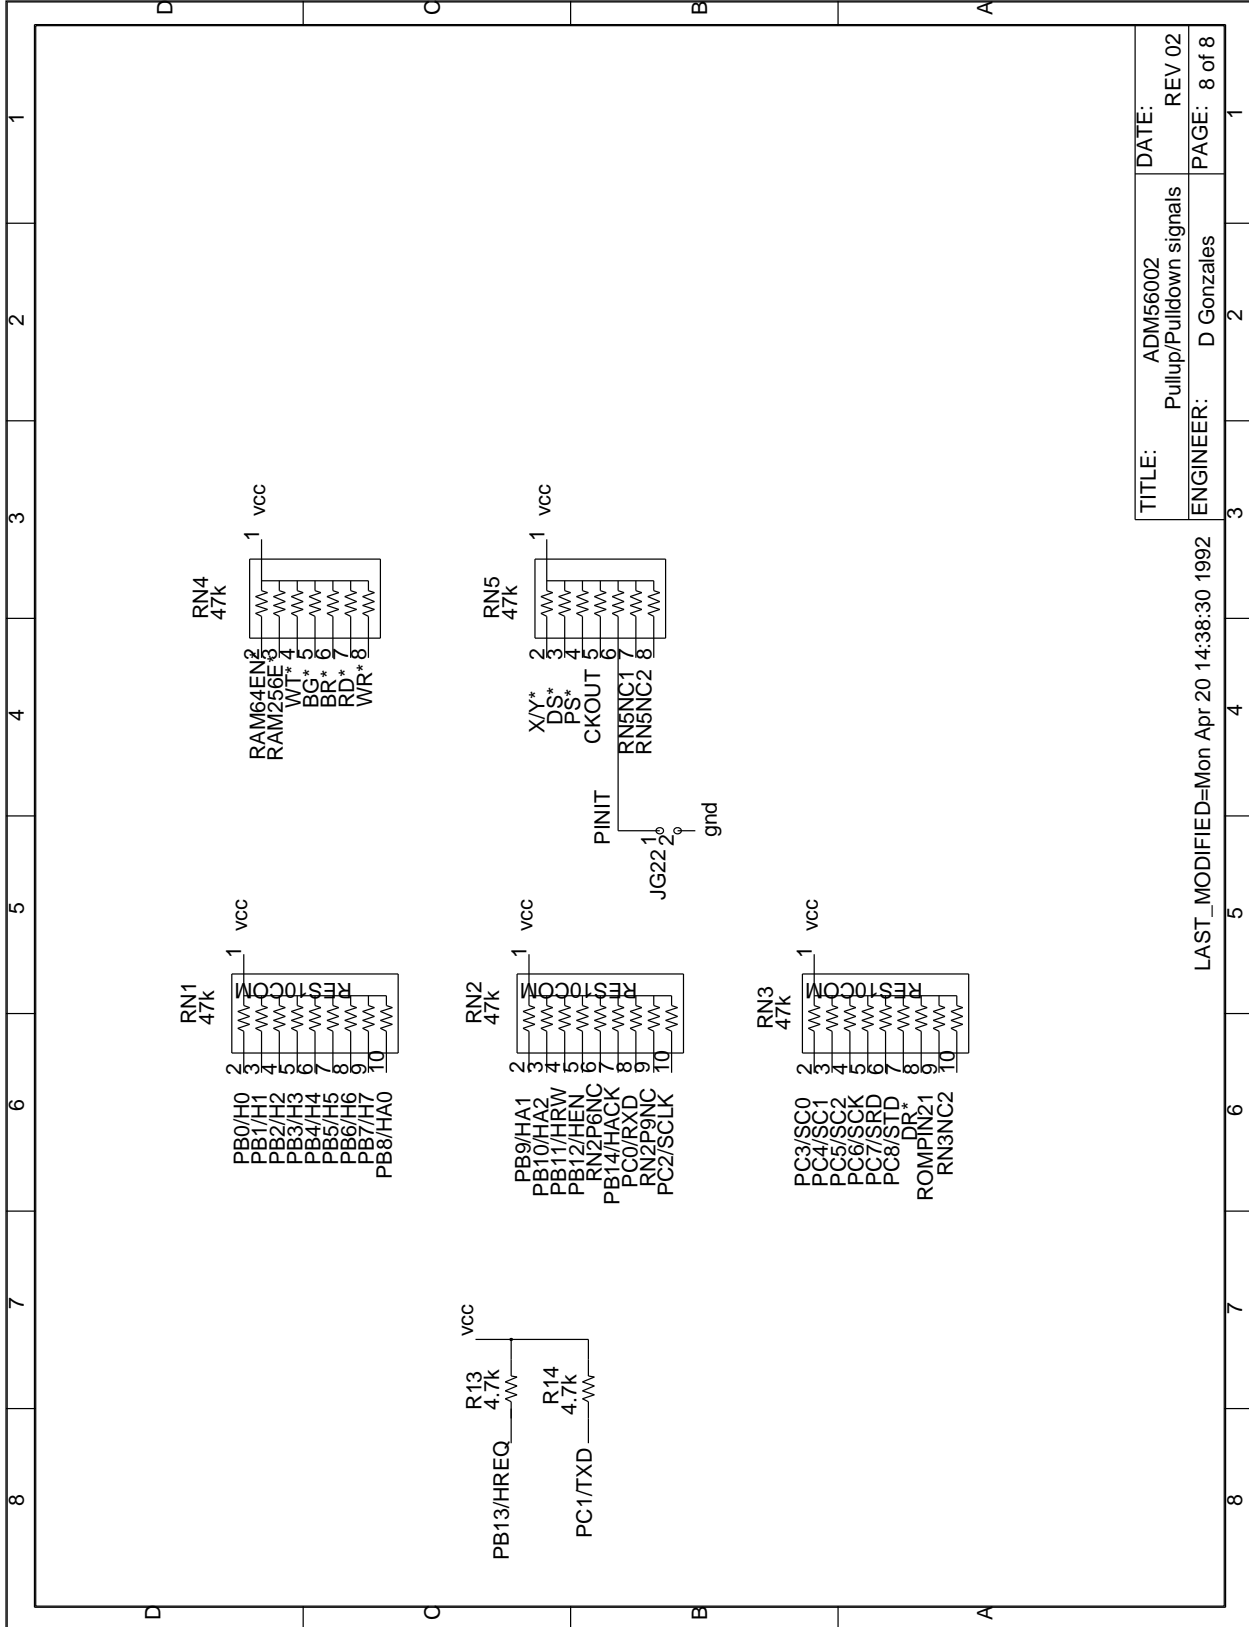 8 7 6 5 4 3 2 1
D
D
RN1
47k
1 vcc
RES10COM
PB0/H0 2
PB1/H1 3
PB2/H2 4
PB3/H3 5
PB4/H4 6
PB5/H5 7
PB6/H6 8
PB7/H7 9
PB8/HA0 10
RN4
47k
1 vcc
RAM64EN* 2
RAM256E* 3
WT* 4
BG* 5
BR* 6
RD* 7
WR* 8
C
C
vcc
R13
4.7k
PB13/HREQ
R14
4.7k
PC1/TXD
RN2
47k
1 vcc
RES10COM
PB9/HA1 2
PB10/HA2 3
PB11/HRW 4
PB12/HEN 5
RN2P6NC 6
PB14/HACK 7
PC0/RXD 8
RN2P9NC 9
PC2/SCLK 10
RN5
47k
1 vcc
X/Y* 2
DS* 3
PS* 4
CKOUT 5
6
RN5NC1 7
RN5NC2 8
PINIT
JG22 1
2
gnd
B
B
RN3
47k
1 vcc
RES10COM
PC3/SC0 2
PC4/SC1 3
PC5/SC2 4
PC6/SCK 5
PC7/SRD 6
PC8/STD 7
DR* 8
ROMPIN21 9
RN3NC2 10
A
A
TITLE: ADM56002
Pullup/Pulldown signals
DATE:
REV 02
LAST_MODIFIED=Mon Apr 20 14:38:30 1992
ENGINEER: D Gonzales
PAGE: 8 of 8
8 7 6 5 4 3 2 1